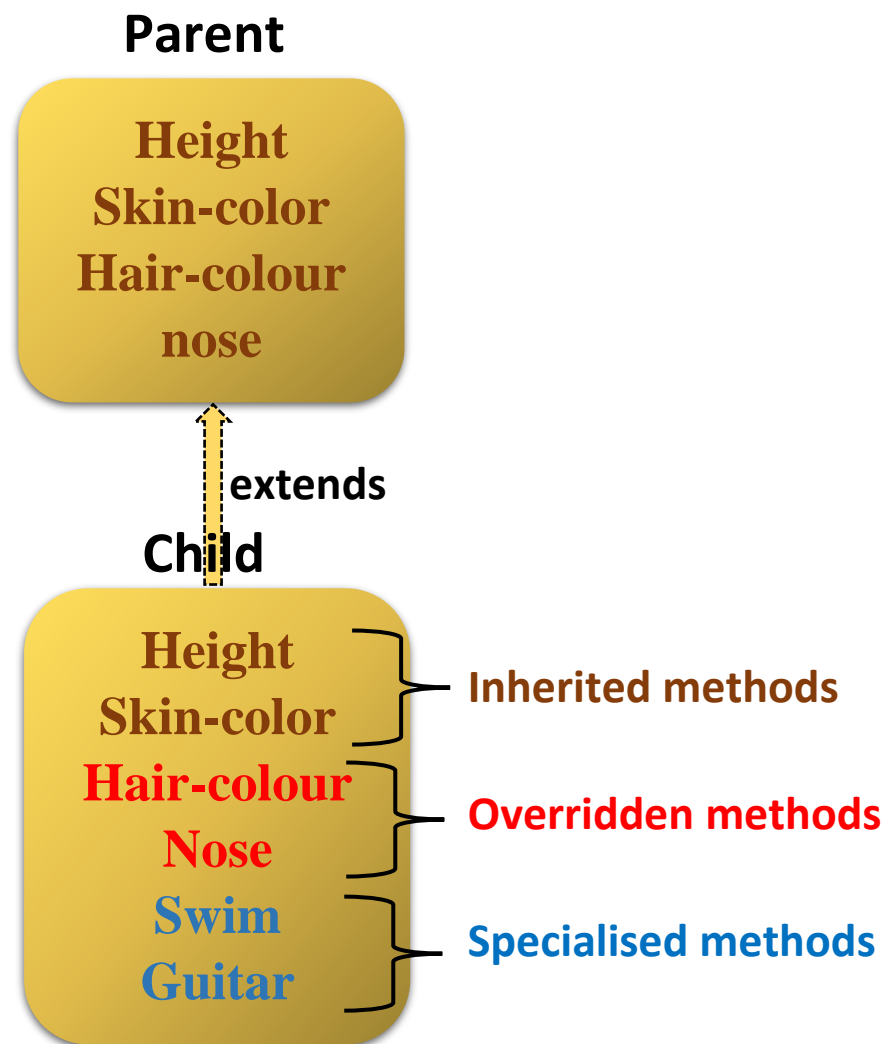 Parent
Height
Skin-color
Hair-colour
nose
extends
Child
Height
Skin-color
Inherited methods
Hair-colour
Nose
Overridden methods
Swim
Guitar
Specialised methods